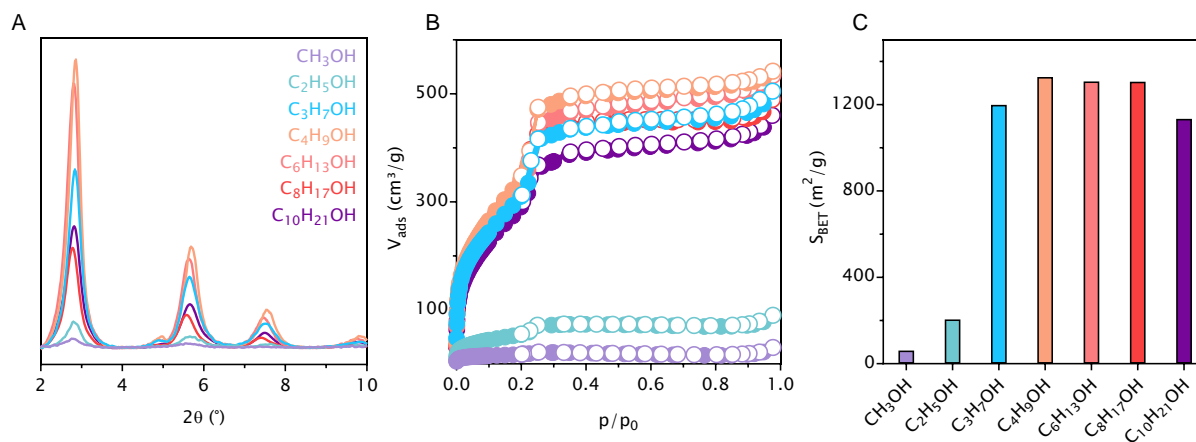 A
CH₃OH
C₂H₅OH
C₃H₇OH
C₄H₉OH
C₆H₁₃OH
C₈H₁₇OH
C₁₀H₂₁OH
2 4 6 8 10
2θ (°)
B
500
300
100
V_ads (cm³/g)
0.0 0.2 0.4 0.6 0.8 1.0
p/p₀
C
1200
800
400
0
S_BET (m²/g)
CH₃OH
C₂H₅OH
C₃H₇OH
C₄H₉OH
C₆H₁₃OH
C₈H₁₇OH
C₁₀H₂₁OH